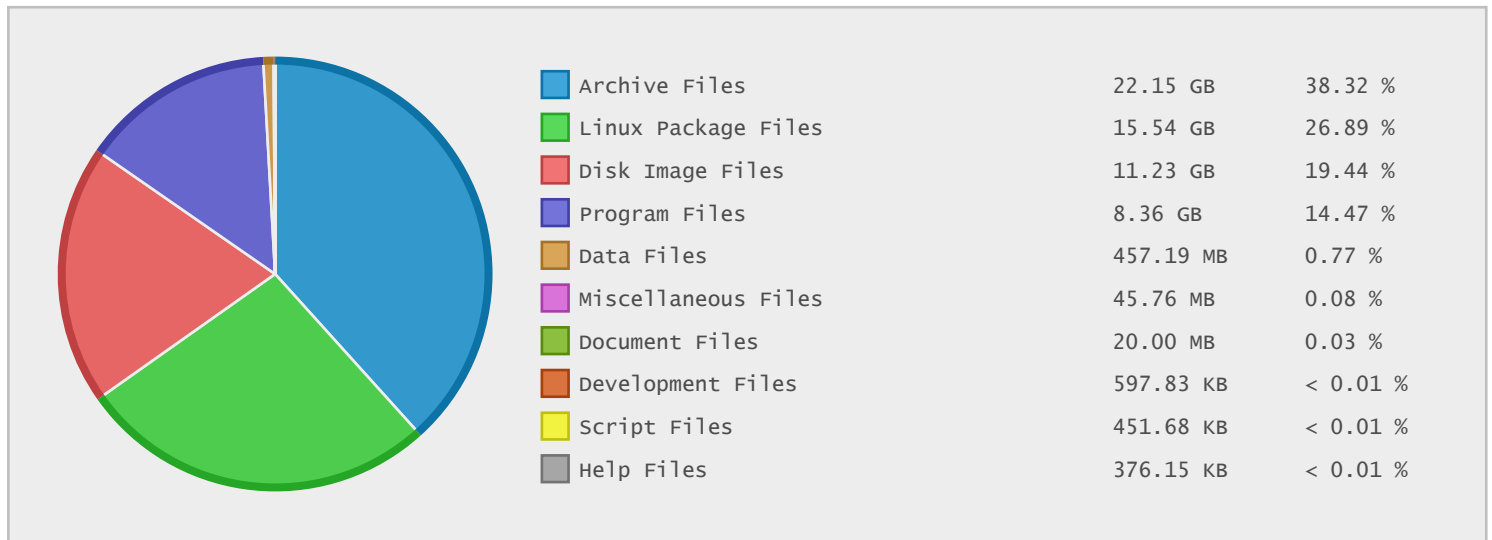 Archive Files 22.15 GB 38.32 %
Linux Package Files 15.54 GB 26.89 %
Disk Image Files 11.23 GB 19.44 %
Program Files 8.36 GB 14.47 %
Data Files 457.19 MB 0.77 %
Miscellaneous Files 45.76 MB 0.08 %
Document Files 20.00 MB 0.03 %
Development Files 597.83 KB < 0.01 %
Script Files 451.68 KB < 0.01 %
Help Files 376.15 KB < 0.01 %